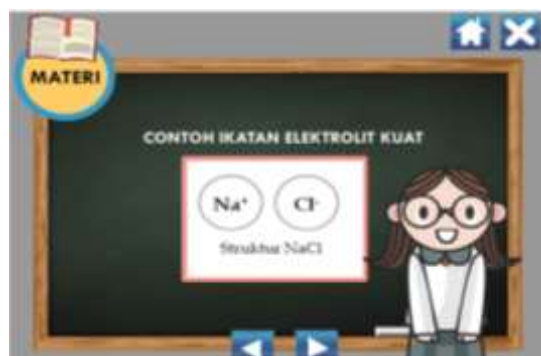 MATERI
CONTOH IKATAN ELEKTROLIT KUAT
Na⁺ Cl⁻
Struktur NaCl